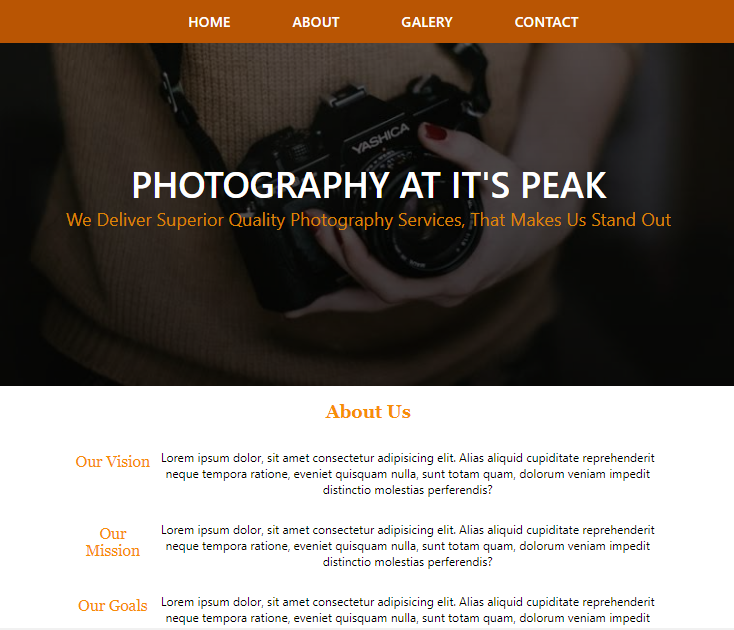 HOME ABOUT GALERY CONTACT
YASHICA
PHOTOGRAPHY AT IT'S PEAK
We Deliver Superior Quality Photography Services, That Makes Us Stand Out
About Us
Our Vision
Lorem ipsum dolor, sit amet consectetur adipisicing elit. Alias aliquid cupiditate reprehenderit
neque tempora ratione, eveniet quisquam nulla, sunt totam quam, dolorum veniam impedit
distinctio molestias perferendis?
Our
Mission
Lorem ipsum dolor, sit amet consectetur adipisicing elit. Alias aliquid cupiditate reprehenderit
neque tempora ratione, eveniet quisquam nulla, sunt totam quam, dolorum veniam impedit
distinctio molestias perferendis?
Our Goals
Lorem ipsum dolor, sit amet consectetur adipisicing elit. Alias aliquid cupiditate reprehenderit
neque tempora ratione, eveniet quisquam nulla, sunt totam quam, dolorum veniam impedit